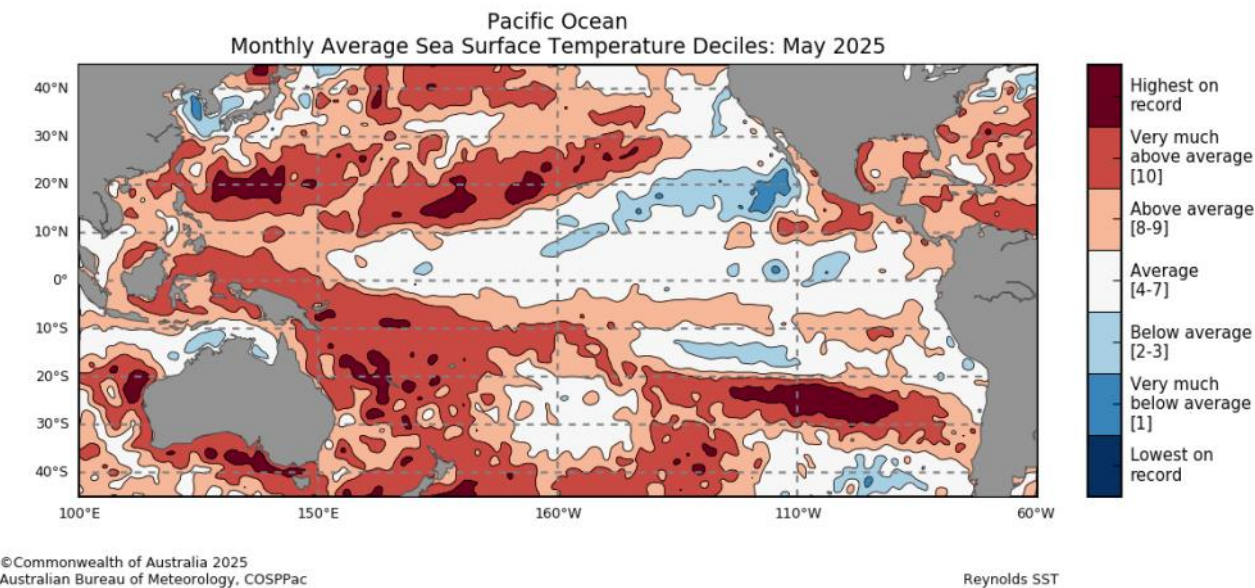 Pacific Ocean
Monthly Average Sea Surface Temperature Deciles: May 2025
40°N
30°N
20°N
10°N
0°
10°S
20°S
30°S
40°S
100°E
150°E
160°W
110°W
60°W
Highest on
record
Very much
above average
[10]
Above average
[8-9]
Average
[4-7]
Below average
[2-3]
Very much
below average
[1]
Lowest on
record
©Commonwealth of Australia 2025
Australian Bureau of Meteorology, COSPPac
Reynolds SST